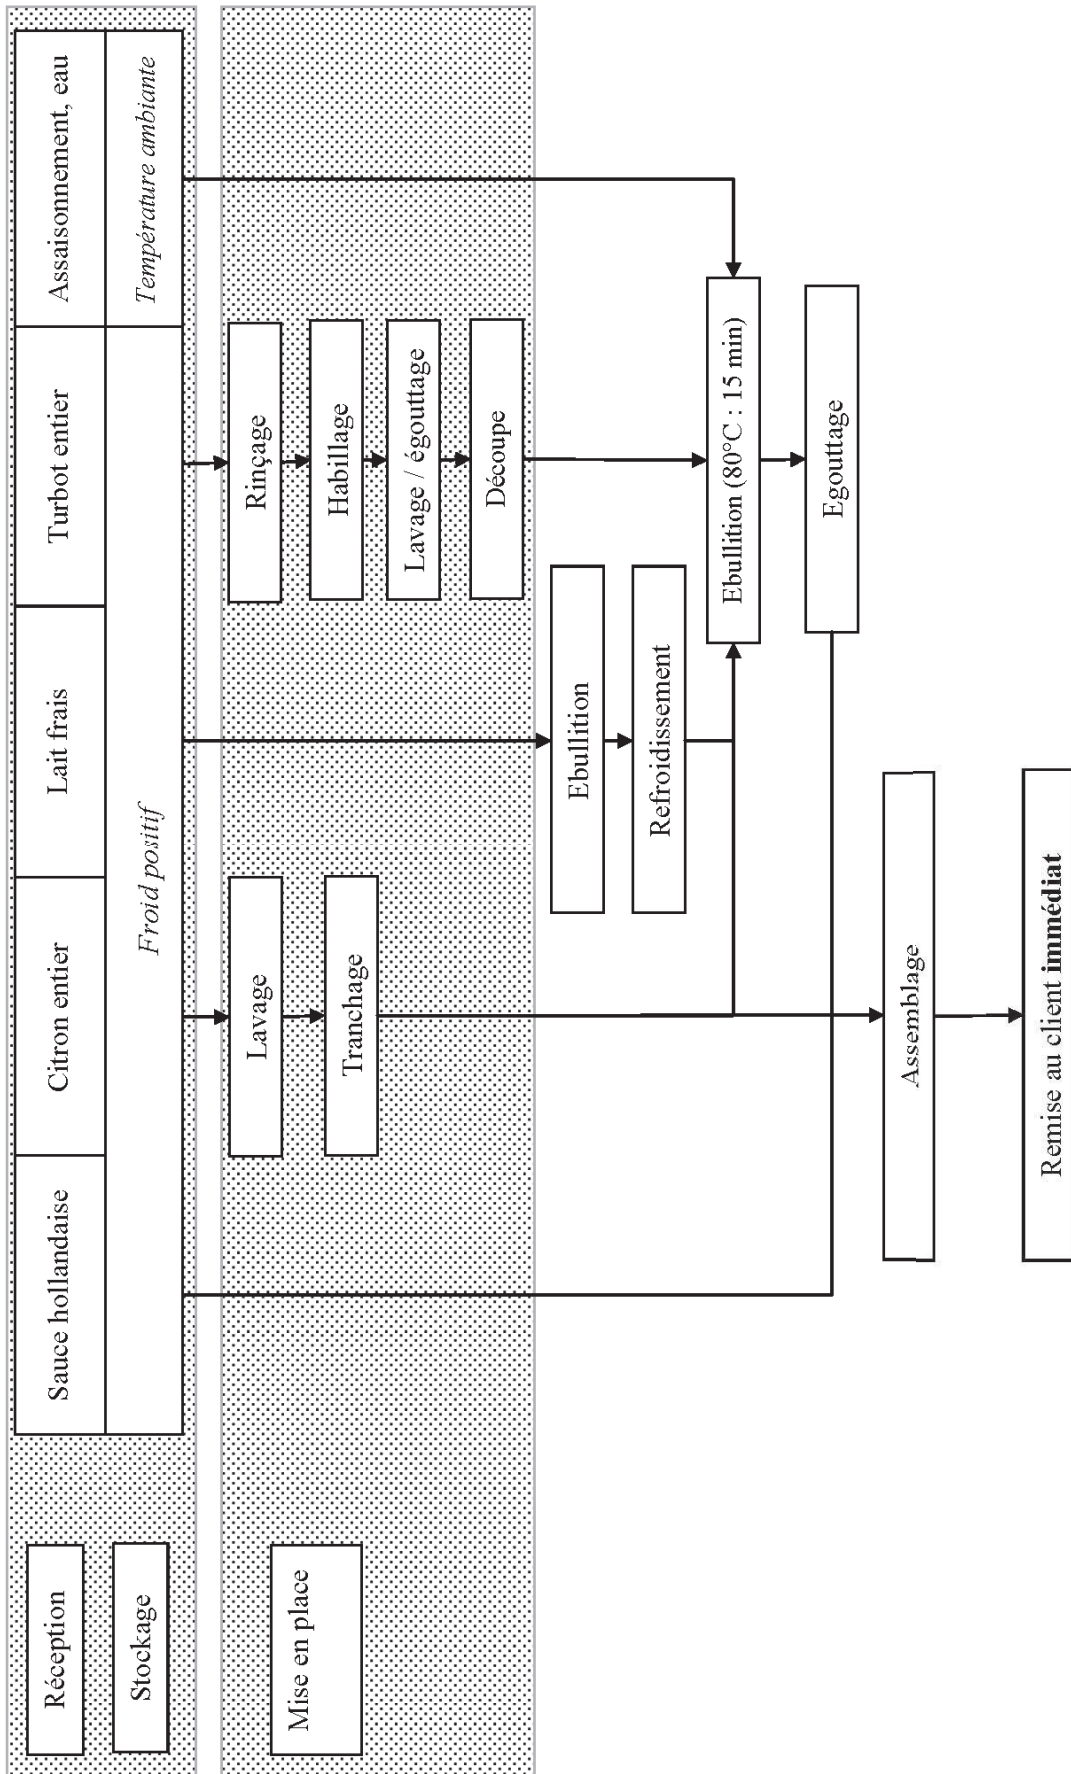 Réception
Sauce hollandaise
Citron entier
Lait frais
Turbot entier
Assaisonnement, eau
Stockage
Froid positif
Température ambiante
Mise en place
Lavage
Tranchage
Rinçage
Habillage
Lavage / égouttage
Découpe
Ebullition
Refroidissement
Ebullition (80°C : 15 min)
Egouttage
Assemblage
Remise au client immédiat